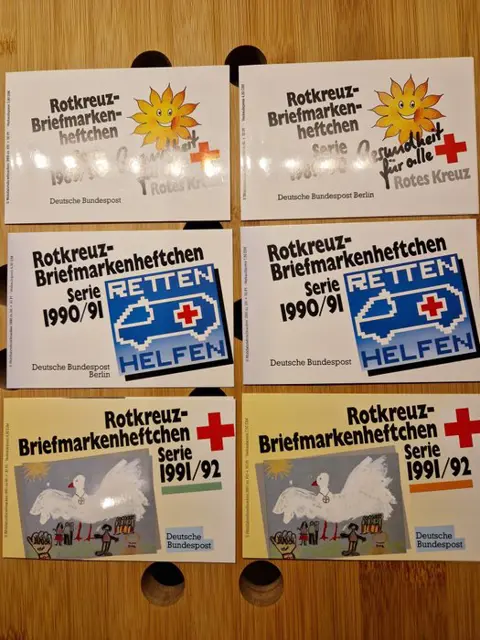 Rotkreuz-
Briefmarken-
heftchen
Gesundheit
für
Rotes Kreuz
Deutsche Bundespost
Rotkreuz-
Briefmarken-
heftchen
Serie
Gesundheit
für alle
Rotes Kreuz
Deutsche Bundespost Berlin
Rotkreuz-
Briefmarkenheftchen
Serie
1990/91
RETTEN
HELFEN
Deutsche Bundespost
Berlin
Rotkreuz-
Briefmarkenheftchen
Serie
1990/91
RETTEN
HELFEN
Deutsche Bundespost
Rotkreuz-
Briefmarkenheftchen
Serie
1991/92
Deutsche
Bundespost
Rotkreuz-
Briefmarkenheftchen
Serie
1991/92
Deutsche
Bundespost